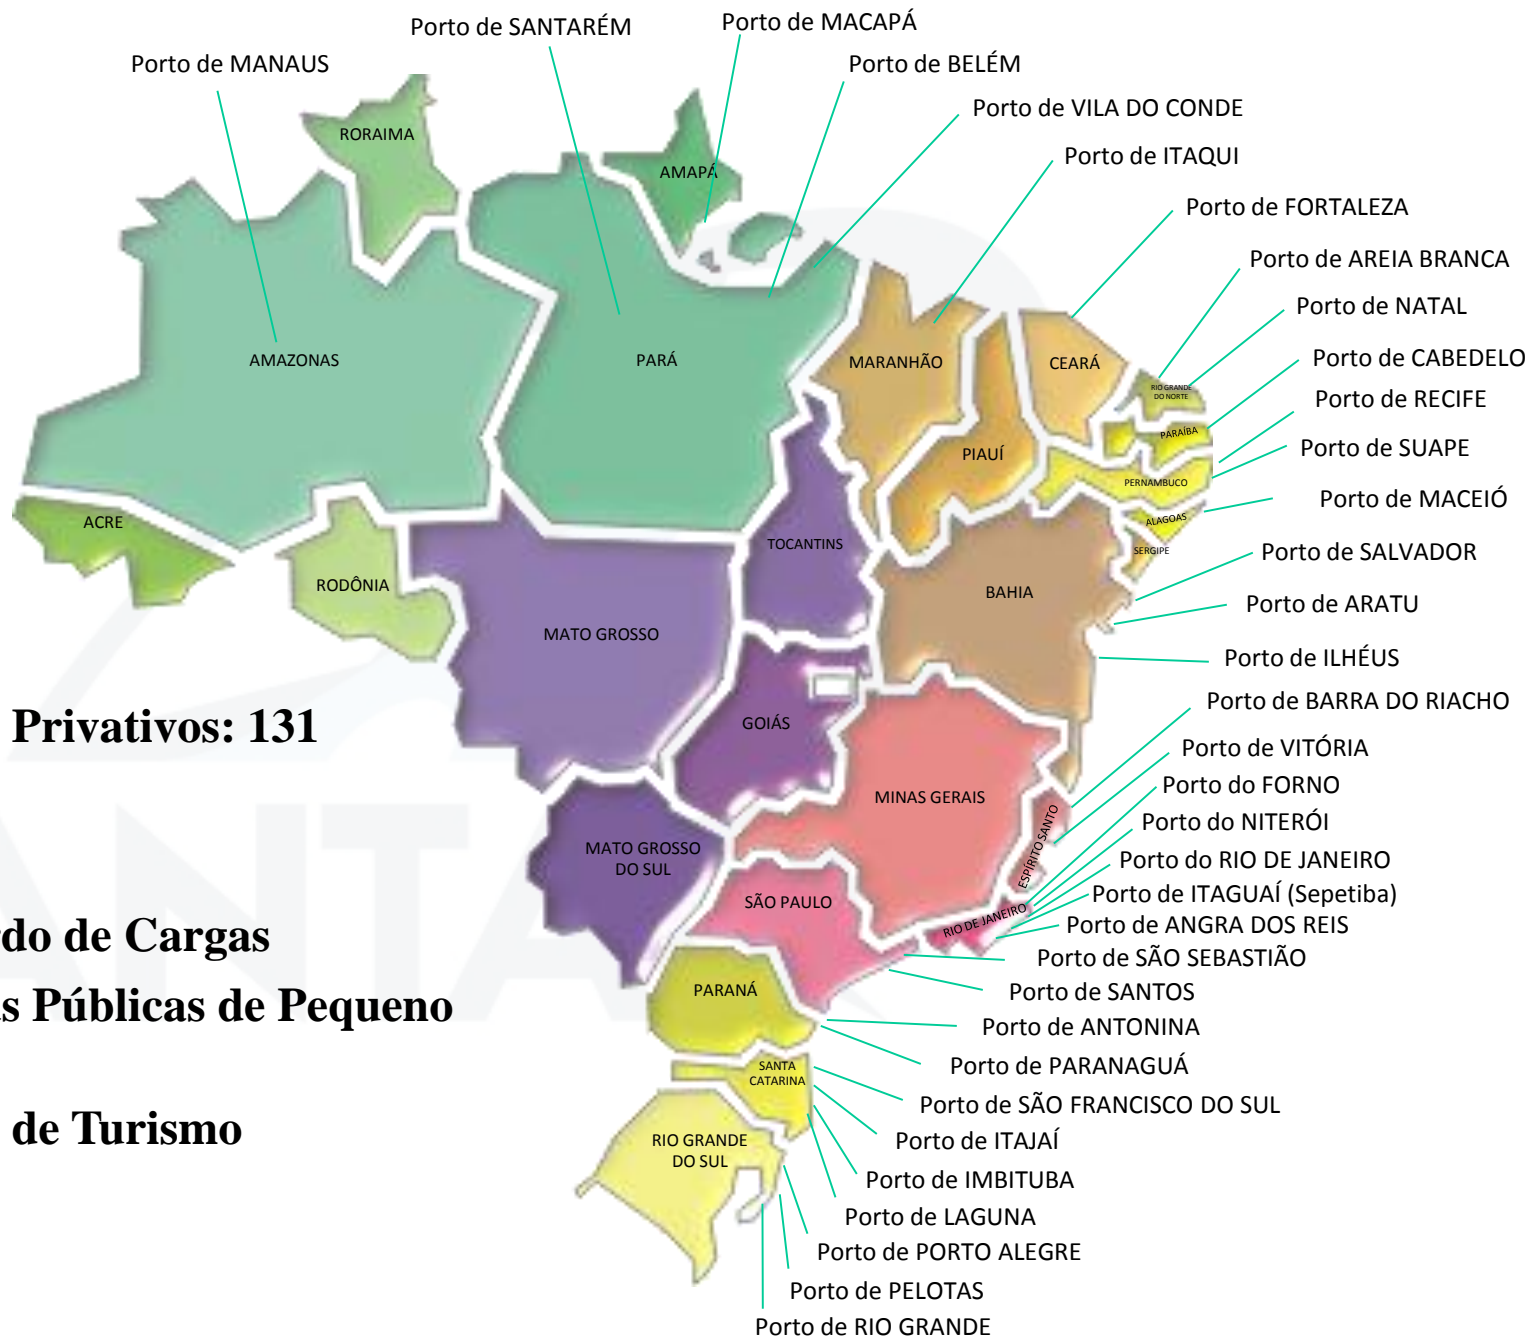 Porto de MACAPÁ
Porto de SANTARÉM
Porto de MANAUS
Porto de BELÉM
Porto de VILA DO CONDE
RORAIMA
Porto de ITAQUI
AMAPÁ
Porto de FORTALEZA
Porto de AREIA BRANCA
Porto de NATAL
AMAZONAS
PARÁ
MARANHÃO
CEARÁ
Porto de CABEDELO
RIO GRANDE
DO NORTE
Porto de RECIFE
PARAÍBA
Porto de SUAPE
PIAUÍ
PERNAMBUCO
Porto de MACEIÓ
ACRE
ALAGOAS
TOCANTINS
SERGIPE
Porto de SALVADOR
RODÔNIA
BAHIA
Porto de ARATU
MATO GROSSO
Porto de ILHÉUS
Porto de BARRA DO RIACHO
Privativos: 131
GOIÁS
Porto de VITÓRIA
Porto do FORNO
MINAS GERAIS
Porto do NITERÓI
ESPÍRITO SANTO
MATO GROSSO
DO SUL
Porto do RIO DE JANEIRO
Porto de ITAGUAÍ (Sepetiba)
SÃO PAULO
RIO DE JANEIRO
Porto de ANGRA DOS REIS
rdo de Cargas
Porto de SÃO SEBASTIÃO
PARANÁ
Porto de SANTOS
as Públicas de Pequeno
Porto de ANTONINA
Porto de PARANAGUÁ
SANTA
CATARINA
Porto de SÃO FRANCISCO DO SUL
de Turismo
RIO GRANDE
DO SUL
Porto de ITAJAÍ
Porto de IMBITUBA
Porto de LAGUNA
Porto de PORTO ALEGRE
Porto de PELOTAS
Porto de RIO GRANDE
ANTAQ